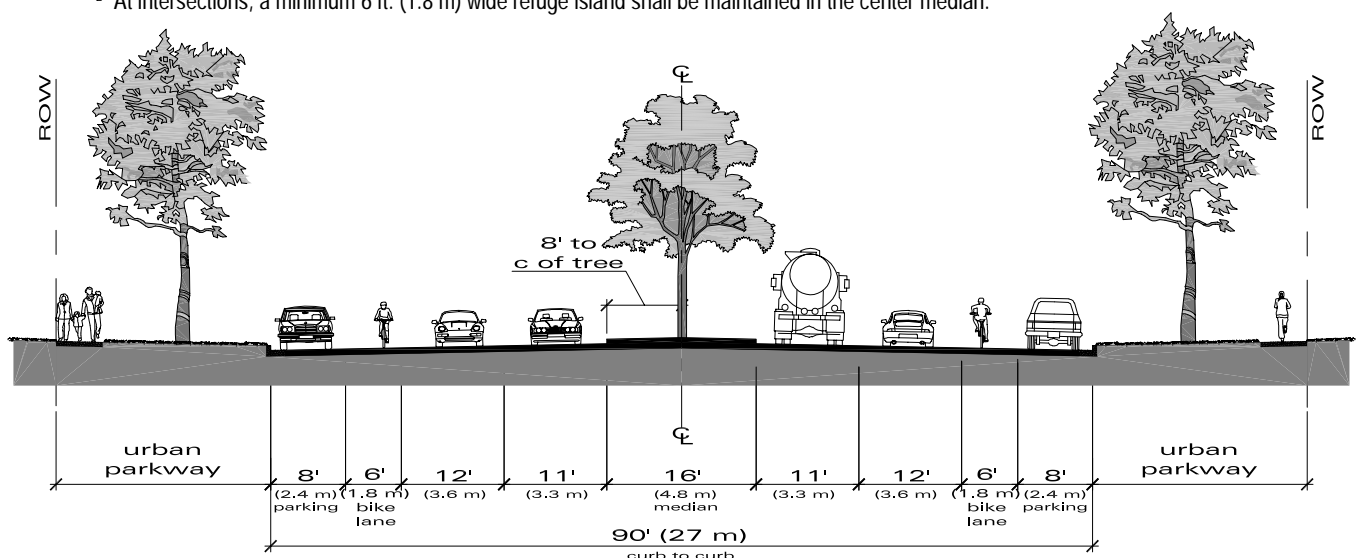 - At intersections, a minimum 6 ft. (1.8 m) wide refuge island shall be maintained in the center median.
ROW
CL
ROW
8' to
c of tree
CL
urban
parkway
8'
(2.4 m)
parking
6'
(1.8 m)
bike
lane
12'
(3.6 m)
11'
(3.3 m)
16'
(4.8 m)
median
11'
(3.3 m)
12'
(3.6 m)
6'
(1.8 m)
bike
lane
8'
(2.4 m)
parking
urban
parkway
90' (27 m)
curb to curb